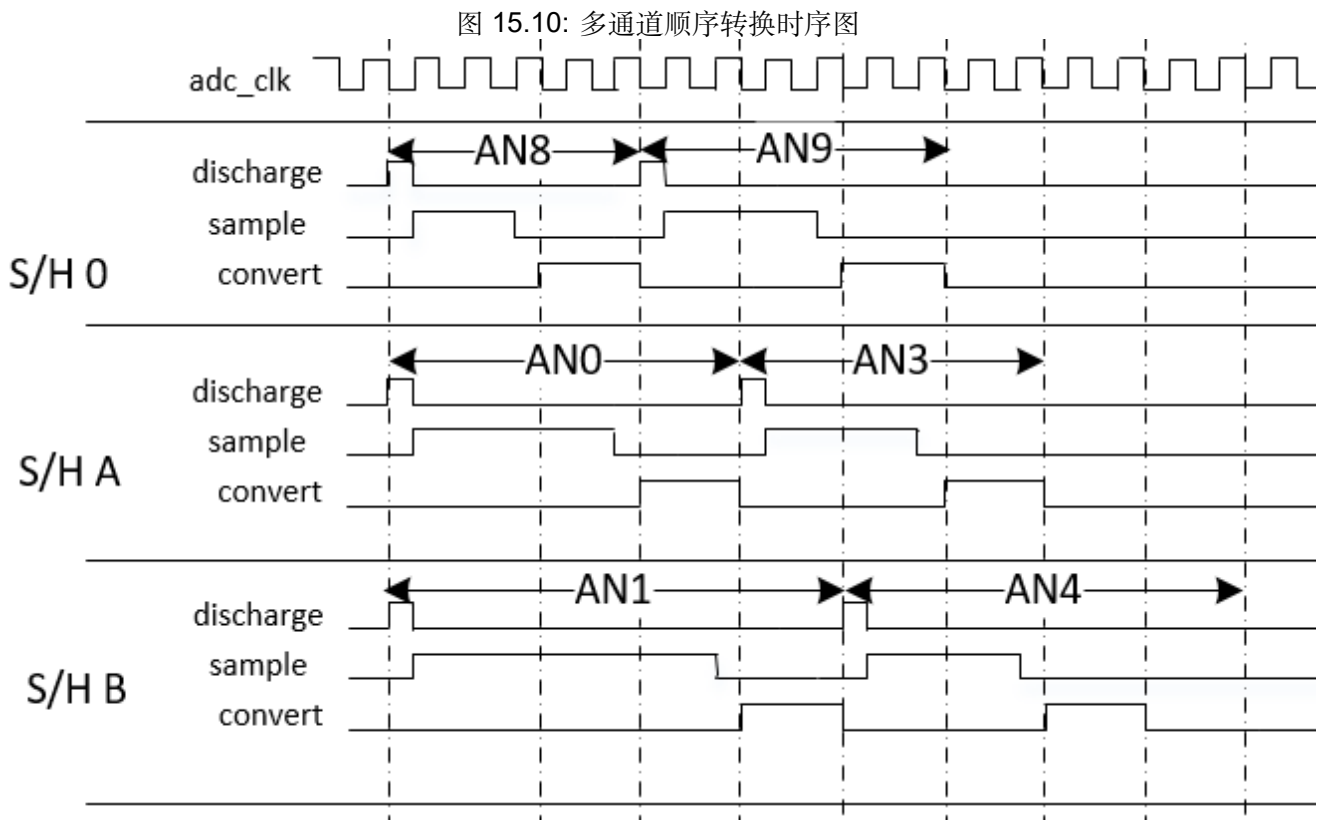 图 15.10: 多通道顺序转换时序图
adc_clk
AN8 AN9
discharge
sample
S/H 0
convert
AN0 AN3
discharge
sample
S/H A
convert
AN1 AN4
discharge
sample
S/H B
convert